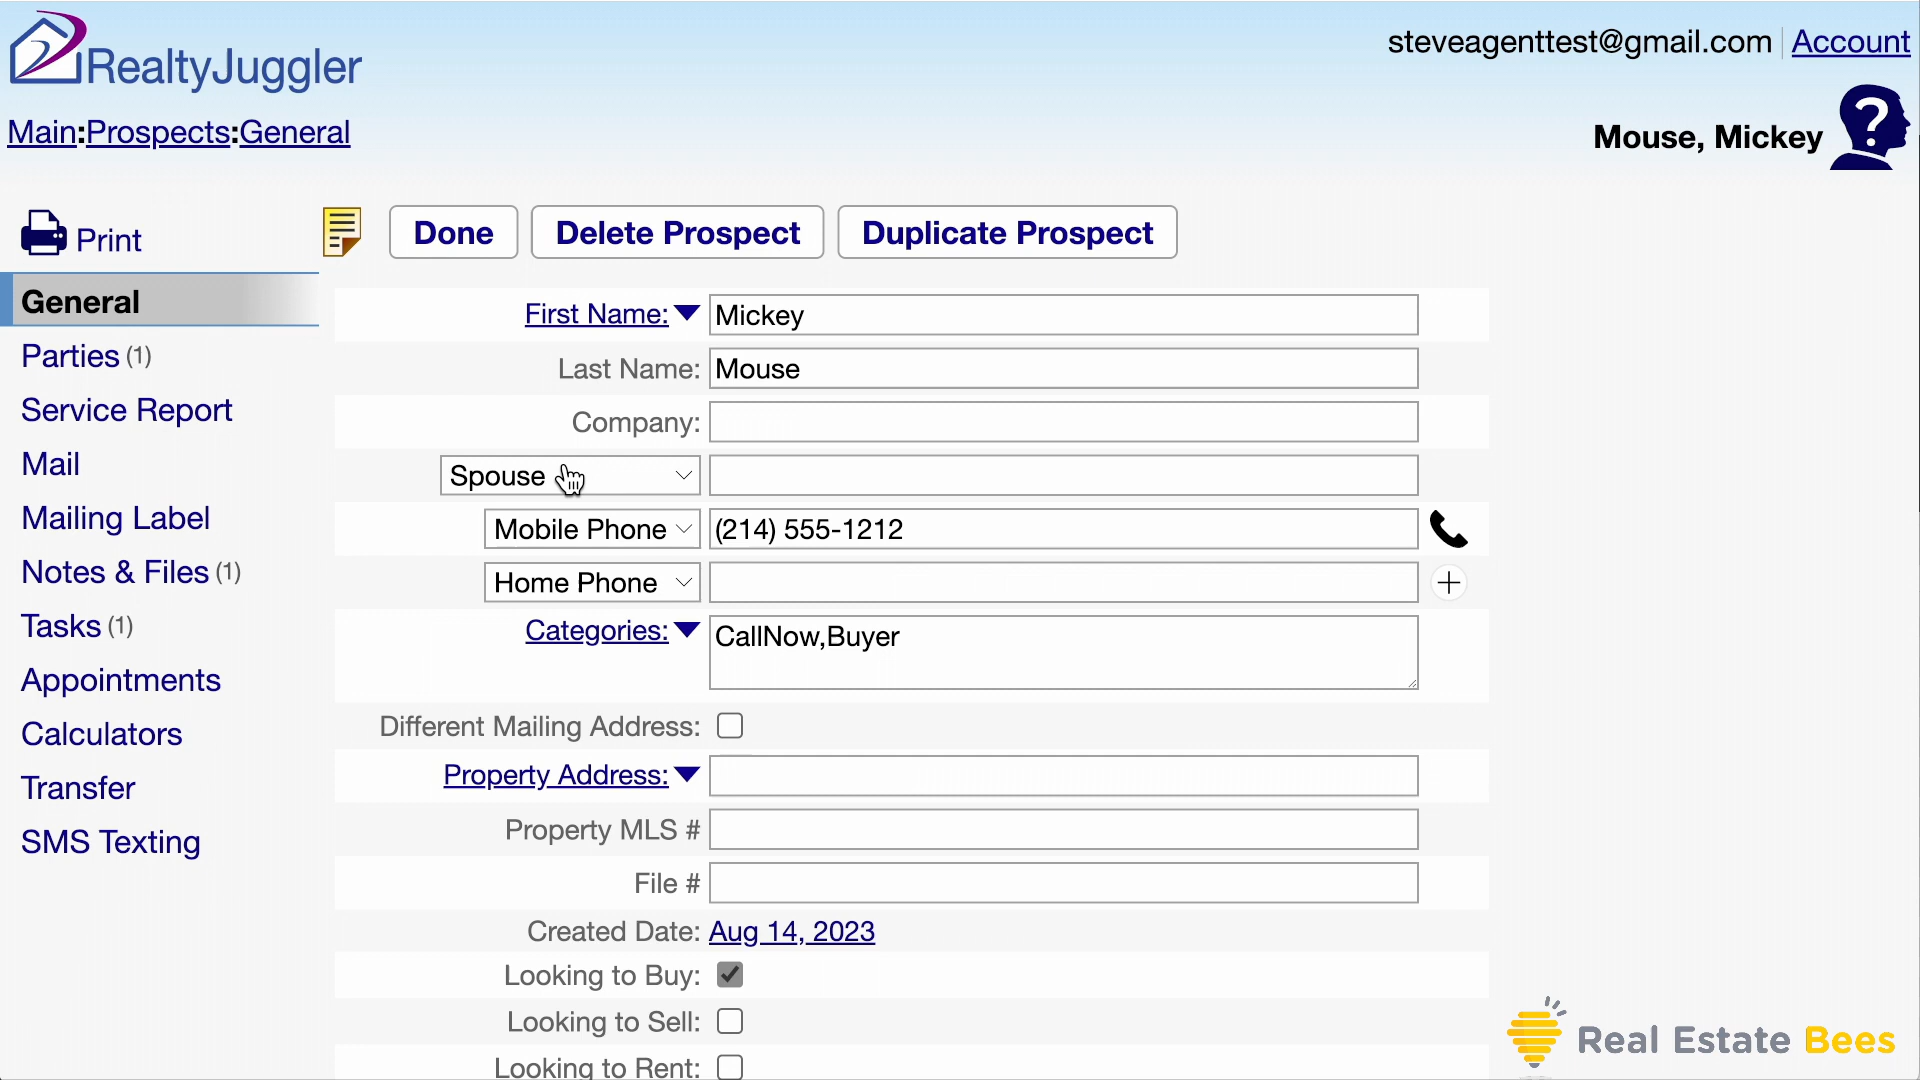 RealtyJuggler
steveagenttest@gmail.com Account
Main:Prospects:General
Mouse, Mickey
Print
Done Delete Prospect Duplicate Prospect
General
Parties (1)
Service Report
Mail
Mailing Label
Notes & Files (1)
Tasks (1)
Appointments
Calculators
Transfer
SMS Texting
First Name: Mickey
Last Name: Mouse
Company:
Spouse
Mobile Phone (214) 555-1212
Home Phone
Categories: CallNow,Buyer
Different Mailing Address:
Property Address:
Property MLS #
File #
Created Date: Aug 14, 2023
Looking to Buy:
Looking to Sell:
Looking to Rent:
Real Estate Bees